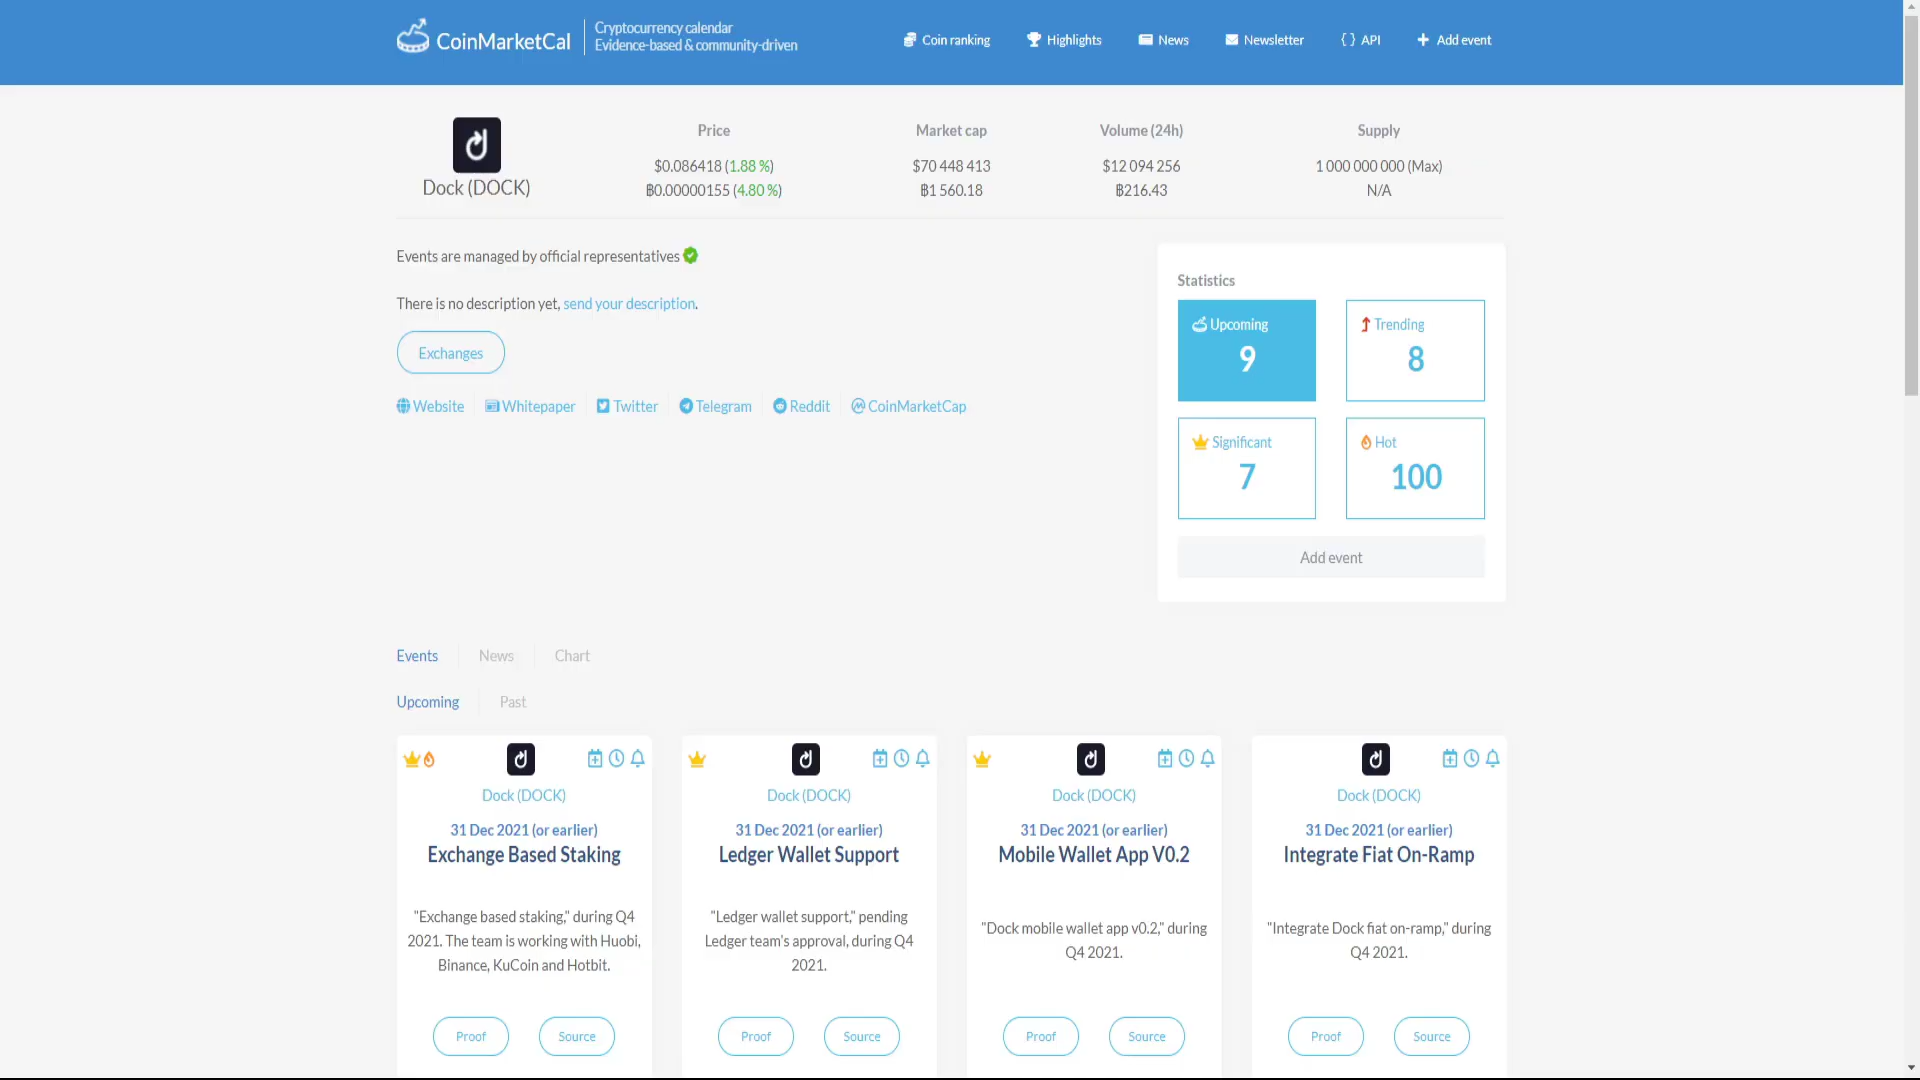 CoinMarketCal
Cryptocurrency calendar
Evidence-based & community-driven
Coin ranking
Highlights
News
Newsletter
API
Add event
Dock (DOCK)
Price
$0.086418 (1.88 %)
฿0.00000155 (4.80 %)
Market cap
$70 448 413
฿1 560.18
Volume (24h)
$12 094 256
฿216.43
Supply
1 000 000 000 (Max)
N/A
Events are managed by official representatives
There is no description yet, send your description.
Exchanges
Website
Whitepaper
Twitter
Telegram
Reddit
CoinMarketCap
Statistics
Upcoming
9
Trending
8
Significant
7
Hot
100
Add event
Events
News
Chart
Upcoming
Past
Dock (DOCK)
31 Dec 2021 (or earlier)
Exchange Based Staking
"Exchange based staking," during Q4
2021. The team is working with Huobi,
Binance, KuCoin and Hotbit.
Proof
Source
Dock (DOCK)
31 Dec 2021 (or earlier)
Ledger Wallet Support
"Ledger wallet support," pending
Ledger team's approval, during Q4
2021.
Proof
Source
Dock (DOCK)
31 Dec 2021 (or earlier)
Mobile Wallet App V0.2
"Dock mobile wallet app v0.2," during
Q4 2021.
Proof
Source
Dock (DOCK)
31 Dec 2021 (or earlier)
Integrate Fiat On-Ramp
"Integrate Dock fiat on-ramp," during
Q4 2021.
Proof
Source